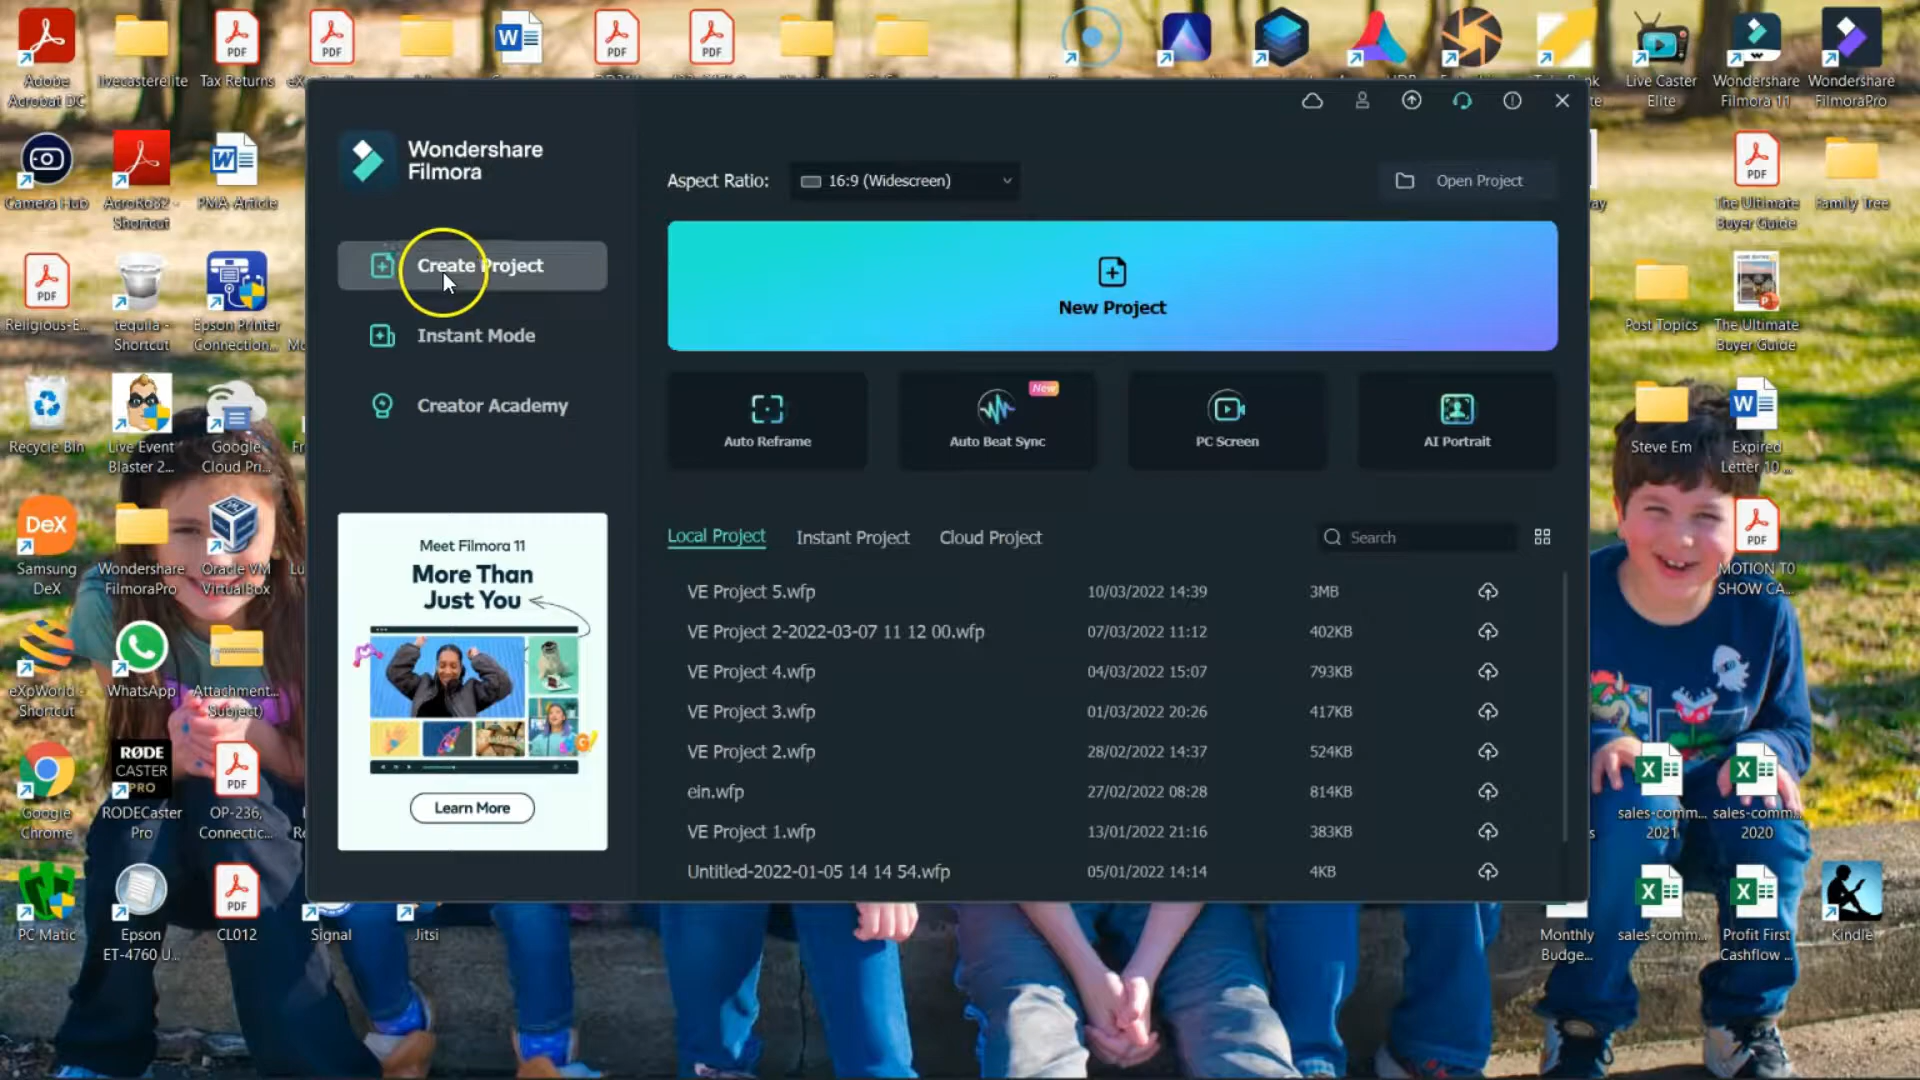 Adobe
Acrobat DC
livecasterelite
Tax Returns
PDF
PDF
PDF
PDF
W
Live Caster
Elite
Wondershare
Filmora 11
Wondershare
FilmoraPro
Camera Hub
AcroRd32 -
Shortcut
PMA-Article
PDF
The Ultimate
Buyer Guide
Family Tree
PDF
Religious-E...
tequila -
Shortcut
Epson Printer
Connection...
Post Topics
The Ultimate
Buyer Guide
Recycle Bin
Live Event
Blaster 2...
Google
Cloud Pri...
Steve Em
Expired
Letter 10 ...
DeX
Samsung
DeX
Wondershare
FilmoraPro
Oracle VM
VirtualBox
PDF
MOTION TO
SHOW CA...
eXpWorld -
Shortcut
WhatsApp
Attachment...
Subject)
Google
Chrome
RØDE
CASTER
PRO
RODECaster
Pro
PDF
OP-236,
Connectic...
sales-comm...
2021
sales-comm...
2020
PC Matic
Epson
ET-4760 U...
PDF
CL012
Signal
Jitsi
Monthly
Budge...
sales-comm...
Profit First
Cashflow ...
Kindle
Wondershare
Filmora
Create Project
Instant Mode
Creator Academy
Meet Filmora 11
More Than
Just You
Learn More
Aspect Ratio:
16:9 (Widescreen)
Open Project
New Project
Auto Reframe
New
Auto Beat Sync
PC Screen
AI Portrait
Local Project
Instant Project
Cloud Project
Search
VE Project 5.wfp 10/03/2022 14:39 3MB
VE Project 2-2022-03-07 11 12 00.wfp 07/03/2022 11:12 402KB
VE Project 4.wfp 04/03/2022 15:07 793KB
VE Project 3.wfp 01/03/2022 20:26 417KB
VE Project 2.wfp 28/02/2022 14:37 524KB
ein.wfp 27/02/2022 08:28 814KB
VE Project 1.wfp 13/01/2022 21:16 383KB
Untitled-2022-01-05 14 14 54.wfp 05/01/2022 14:14 4KB